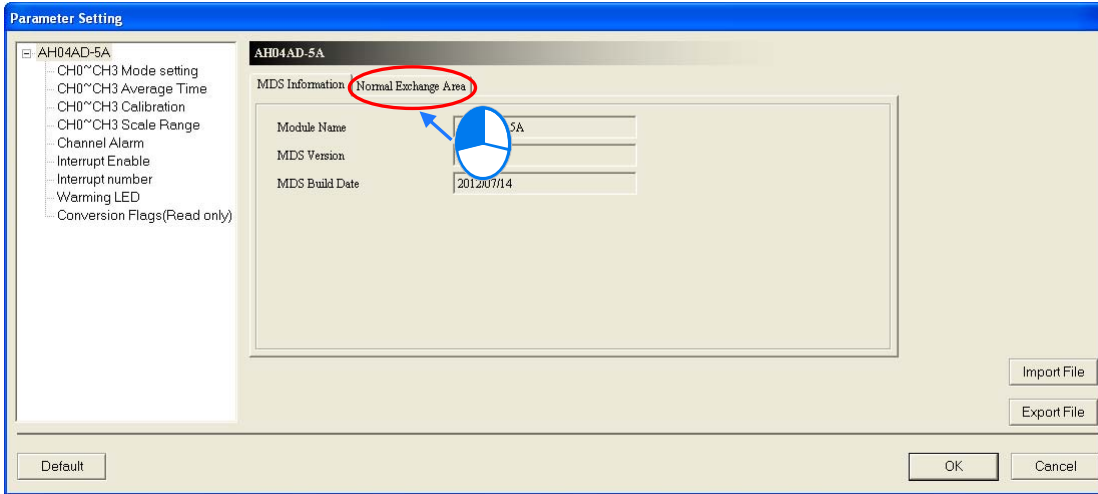 Parameter Setting
AH04AD-5A
CH0~CH3 Mode setting
CH0~CH3 Average Time
CH0~CH3 Calibration
CH0~CH3 Scale Range
Channel Alarm
Interrupt Enable
Interrupt number
Warming LED
Conversion Flags(Read only)
AH04AD-5A
MDS Information
Normal Exchange Area
Module Name
5A
MDS Version
MDS Build Date
2012/07/14
Import File
Export File
Default
OK
Cancel